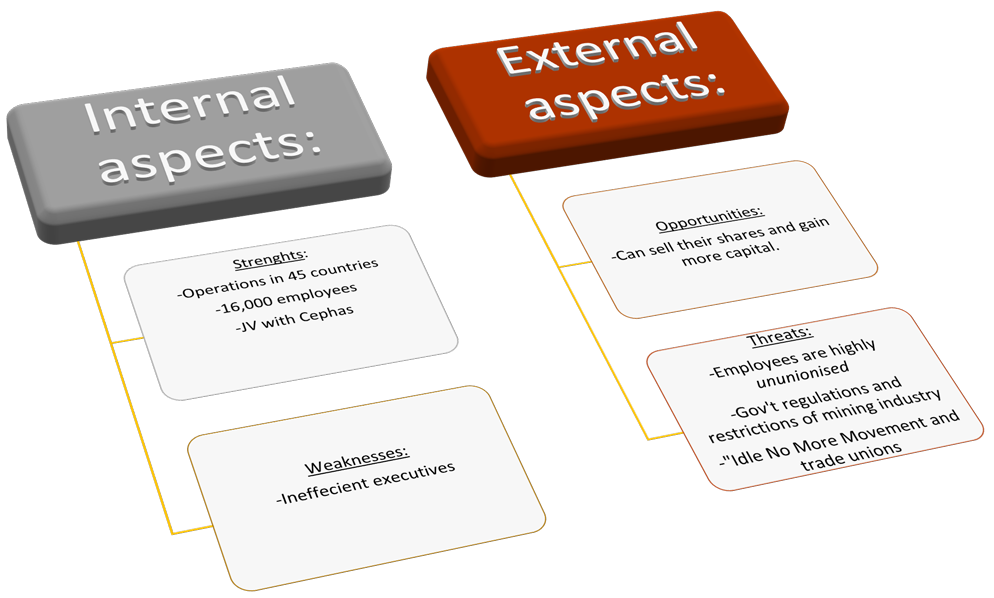 Internal
aspects:
Strenghts:
-Operations in 45 countries
-16,000 employees
-JV with Cephas
Weaknesses:
-Ineffecient executives
External
aspects:
Opportunities:
-Can sell their shares and gain
more capital.
Threats:
-Employees are highly
ununionised
-Gov't regulations and
restrictions of mining industry
-"Idle No More Movement and
trade unions